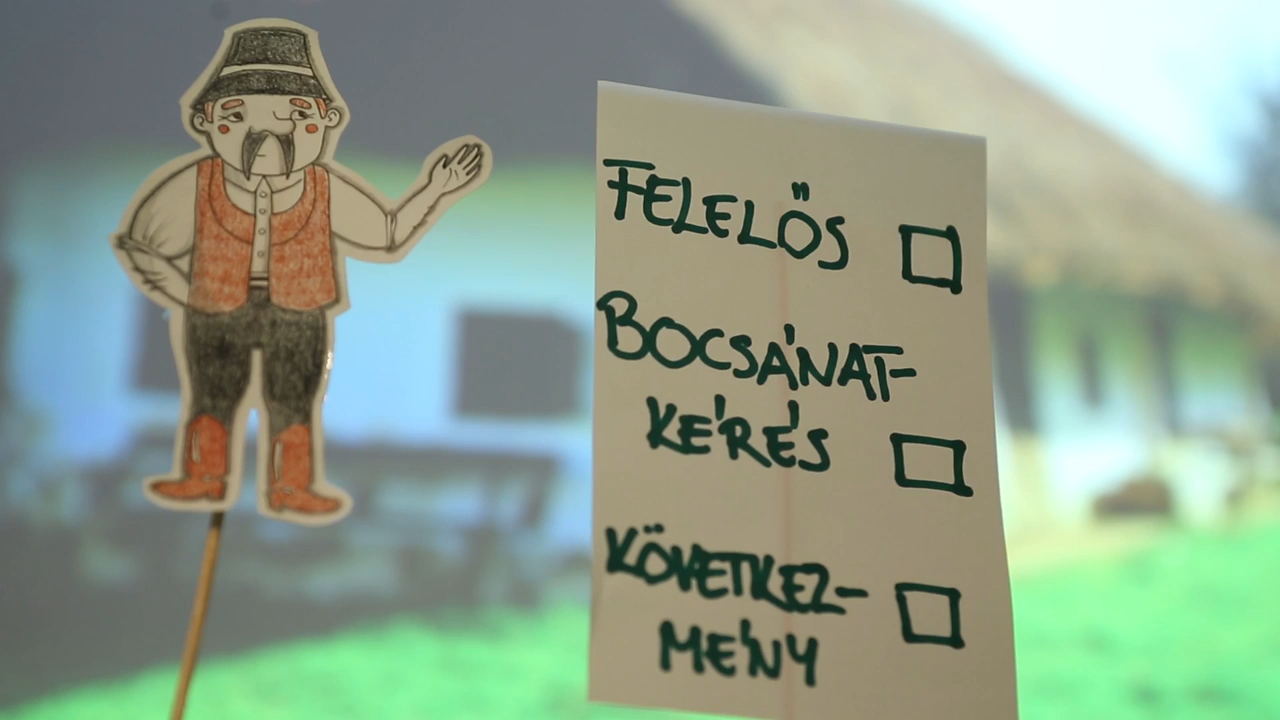 FELELŐS
BOCSÁNAT-
KÉRÉS
KÖVETKEZ-
MÉNY